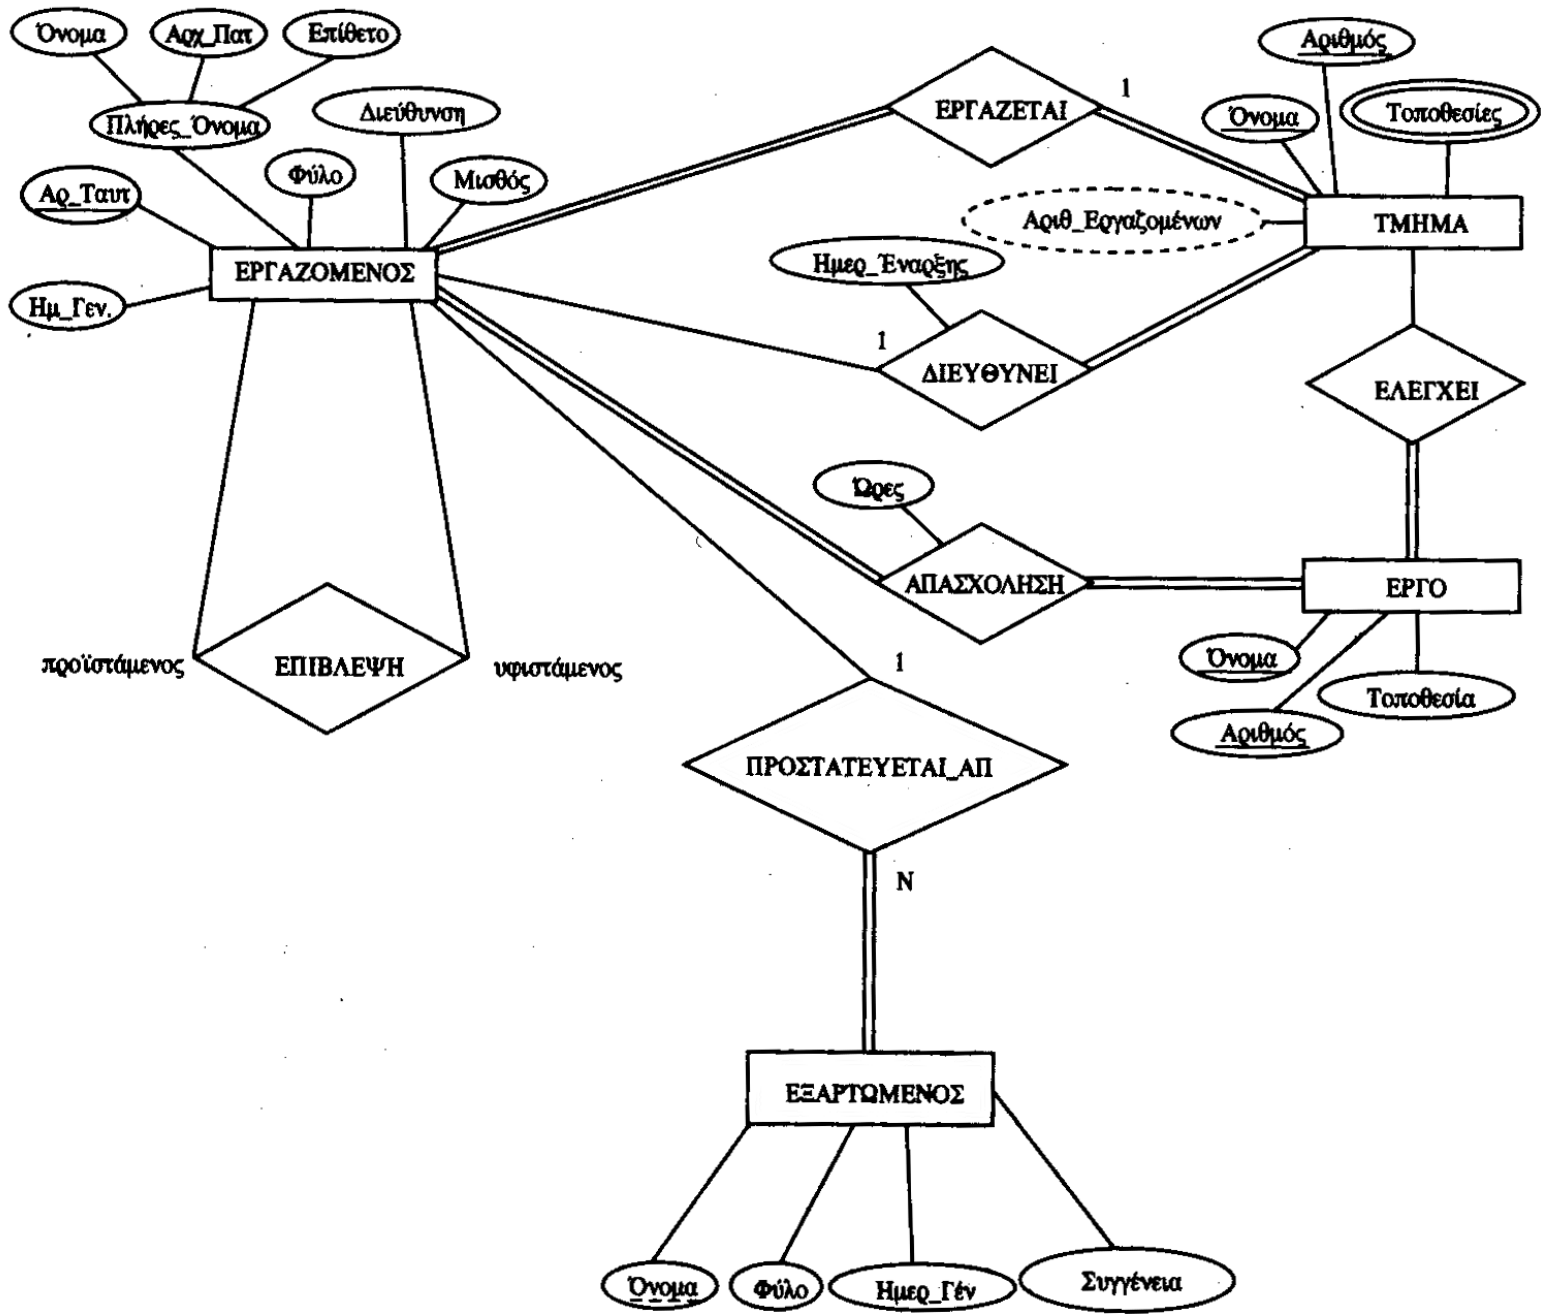 Όνομα
Αρχ_Πατ
Επίθετο
Πλήρες_Όνομα
Διεύθυνση
Φύλο
Μισθός
Αρ_Ταυτ
Ημ_Γεν.
ΕΡΓΑΖΟΜΕΝΟΣ
ΕΡΓΑΖΕΤΑΙ
1
Αριθμός
Όνομα
Τοποθεσίες
Αριθ_Εργαζομένων
ΤΜΗΜΑ
Ημερ_Έναρξης
1
ΔΙΕΥΘΥΝΕΙ
ΕΛΕΓΧΕΙ
Ώρες
ΑΠΑΣΧΟΛΗΣΗ
ΕΡΓΟ
Όνομα
Αριθμός
Τοποθεσία
προϊστάμενος
ΕΠΙΒΛΕΨΗ
υφιστάμενος
1
ΠΡΟΣΤΑΤΕΥΕΤΑΙ_ΑΠ
N
ΕΞΑΡΤΩΜΕΝΟΣ
Όνομα
Φύλο
Ημερ_Γέν
Συγγένεια